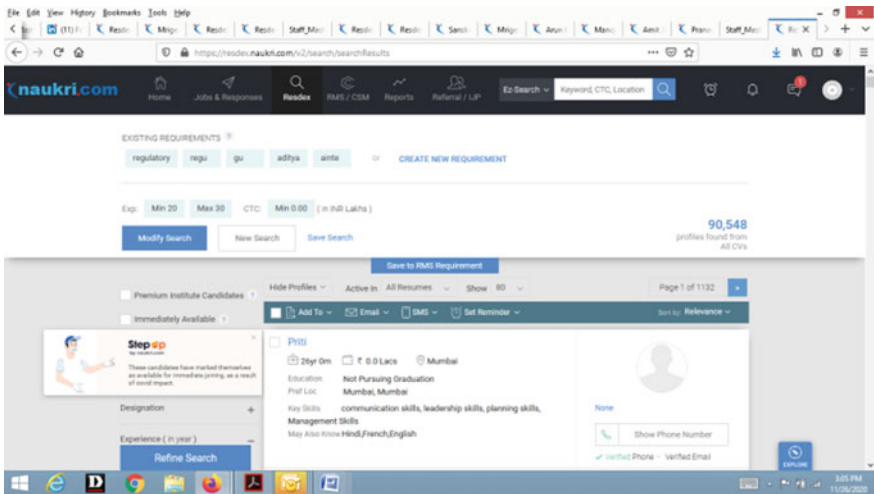 File Edit View History Bookmarks Tools Help
https://resdex.naukri.com/v2/search/searchResults
naukri.com
Home Jobs & Responses Resdex RMS / CSM Reports Referral / IJP Ez-Search Keyword, CTC, Location
EXISTING REQUIREMENTS ?
regulatory regu gu aditya ainte or CREATE NEW REQUIREMENT
Exp: Min 20 Max 30 CTC: Min 0.00 ( in INR Lakhs )
90,548
profiles found from
All CVs
Modify Search New Search Save Search
Save to RMS Requirement
Hide Profiles Active in All Resumes Show 80 Page 1 of 1132
Premium Institute Candidates ?
Immediately Available ?
Add To Email SMS Set Reminder Sort by: Relevance
Step up
by naukri.com
These candidates have marked themselves
as available for immediate joining, as a result
of covid impact.
Designation +
Experience ( in year ) –
Refine Search
Priti
26yr 0m ₹ 0.0 Lacs Mumbai
Education Not Pursuing Graduation
Pref Loc Mumbai, Mumbai
Key Skills communication skills, leadership skills, planning skills,
Management Skills
May Also Know Hindi,French,English
None
Show Phone Number
Verified Phone - Verified Email
EXPLORE
3:05 PM
11/26/2020